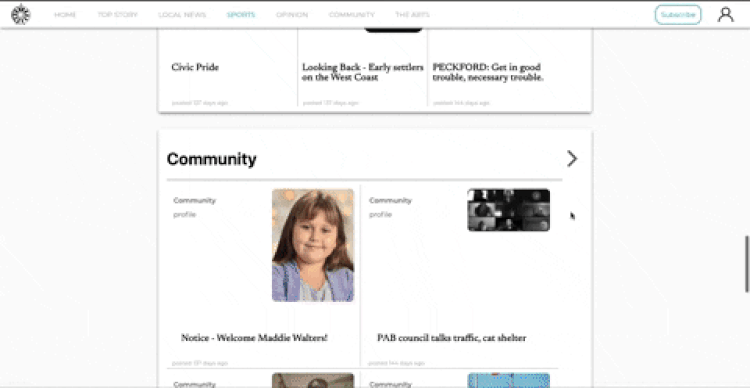 HOME TOP STORY LOCAL NEWS SPORTS OPINION COMMUNITY THE ARTS Subscribe
Civic Pride
Looking Back - Early settlers
on the West Coast
PECKFORD: Get in good
trouble, necessary trouble.
posted 137 days ago
posted 137 days ago
posted 144 days ago
Community
Community
profile
Community
profile
Notice - Welcome Maddie Walters!
PAB council talks traffic, cat shelter
posted 137 days ago
posted 144 days ago
Community
Community